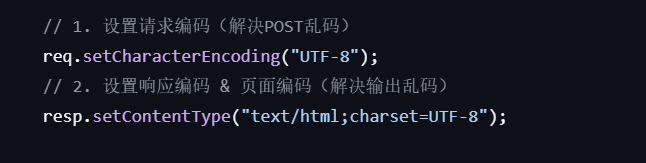 // 1. 设置请求编码（解决POST乱码）
req.setCharacterEncoding("UTF-8");
// 2. 设置响应编码 & 页面编码（解决输出乱码）
resp.setContentType("text/html;charset=UTF-8");